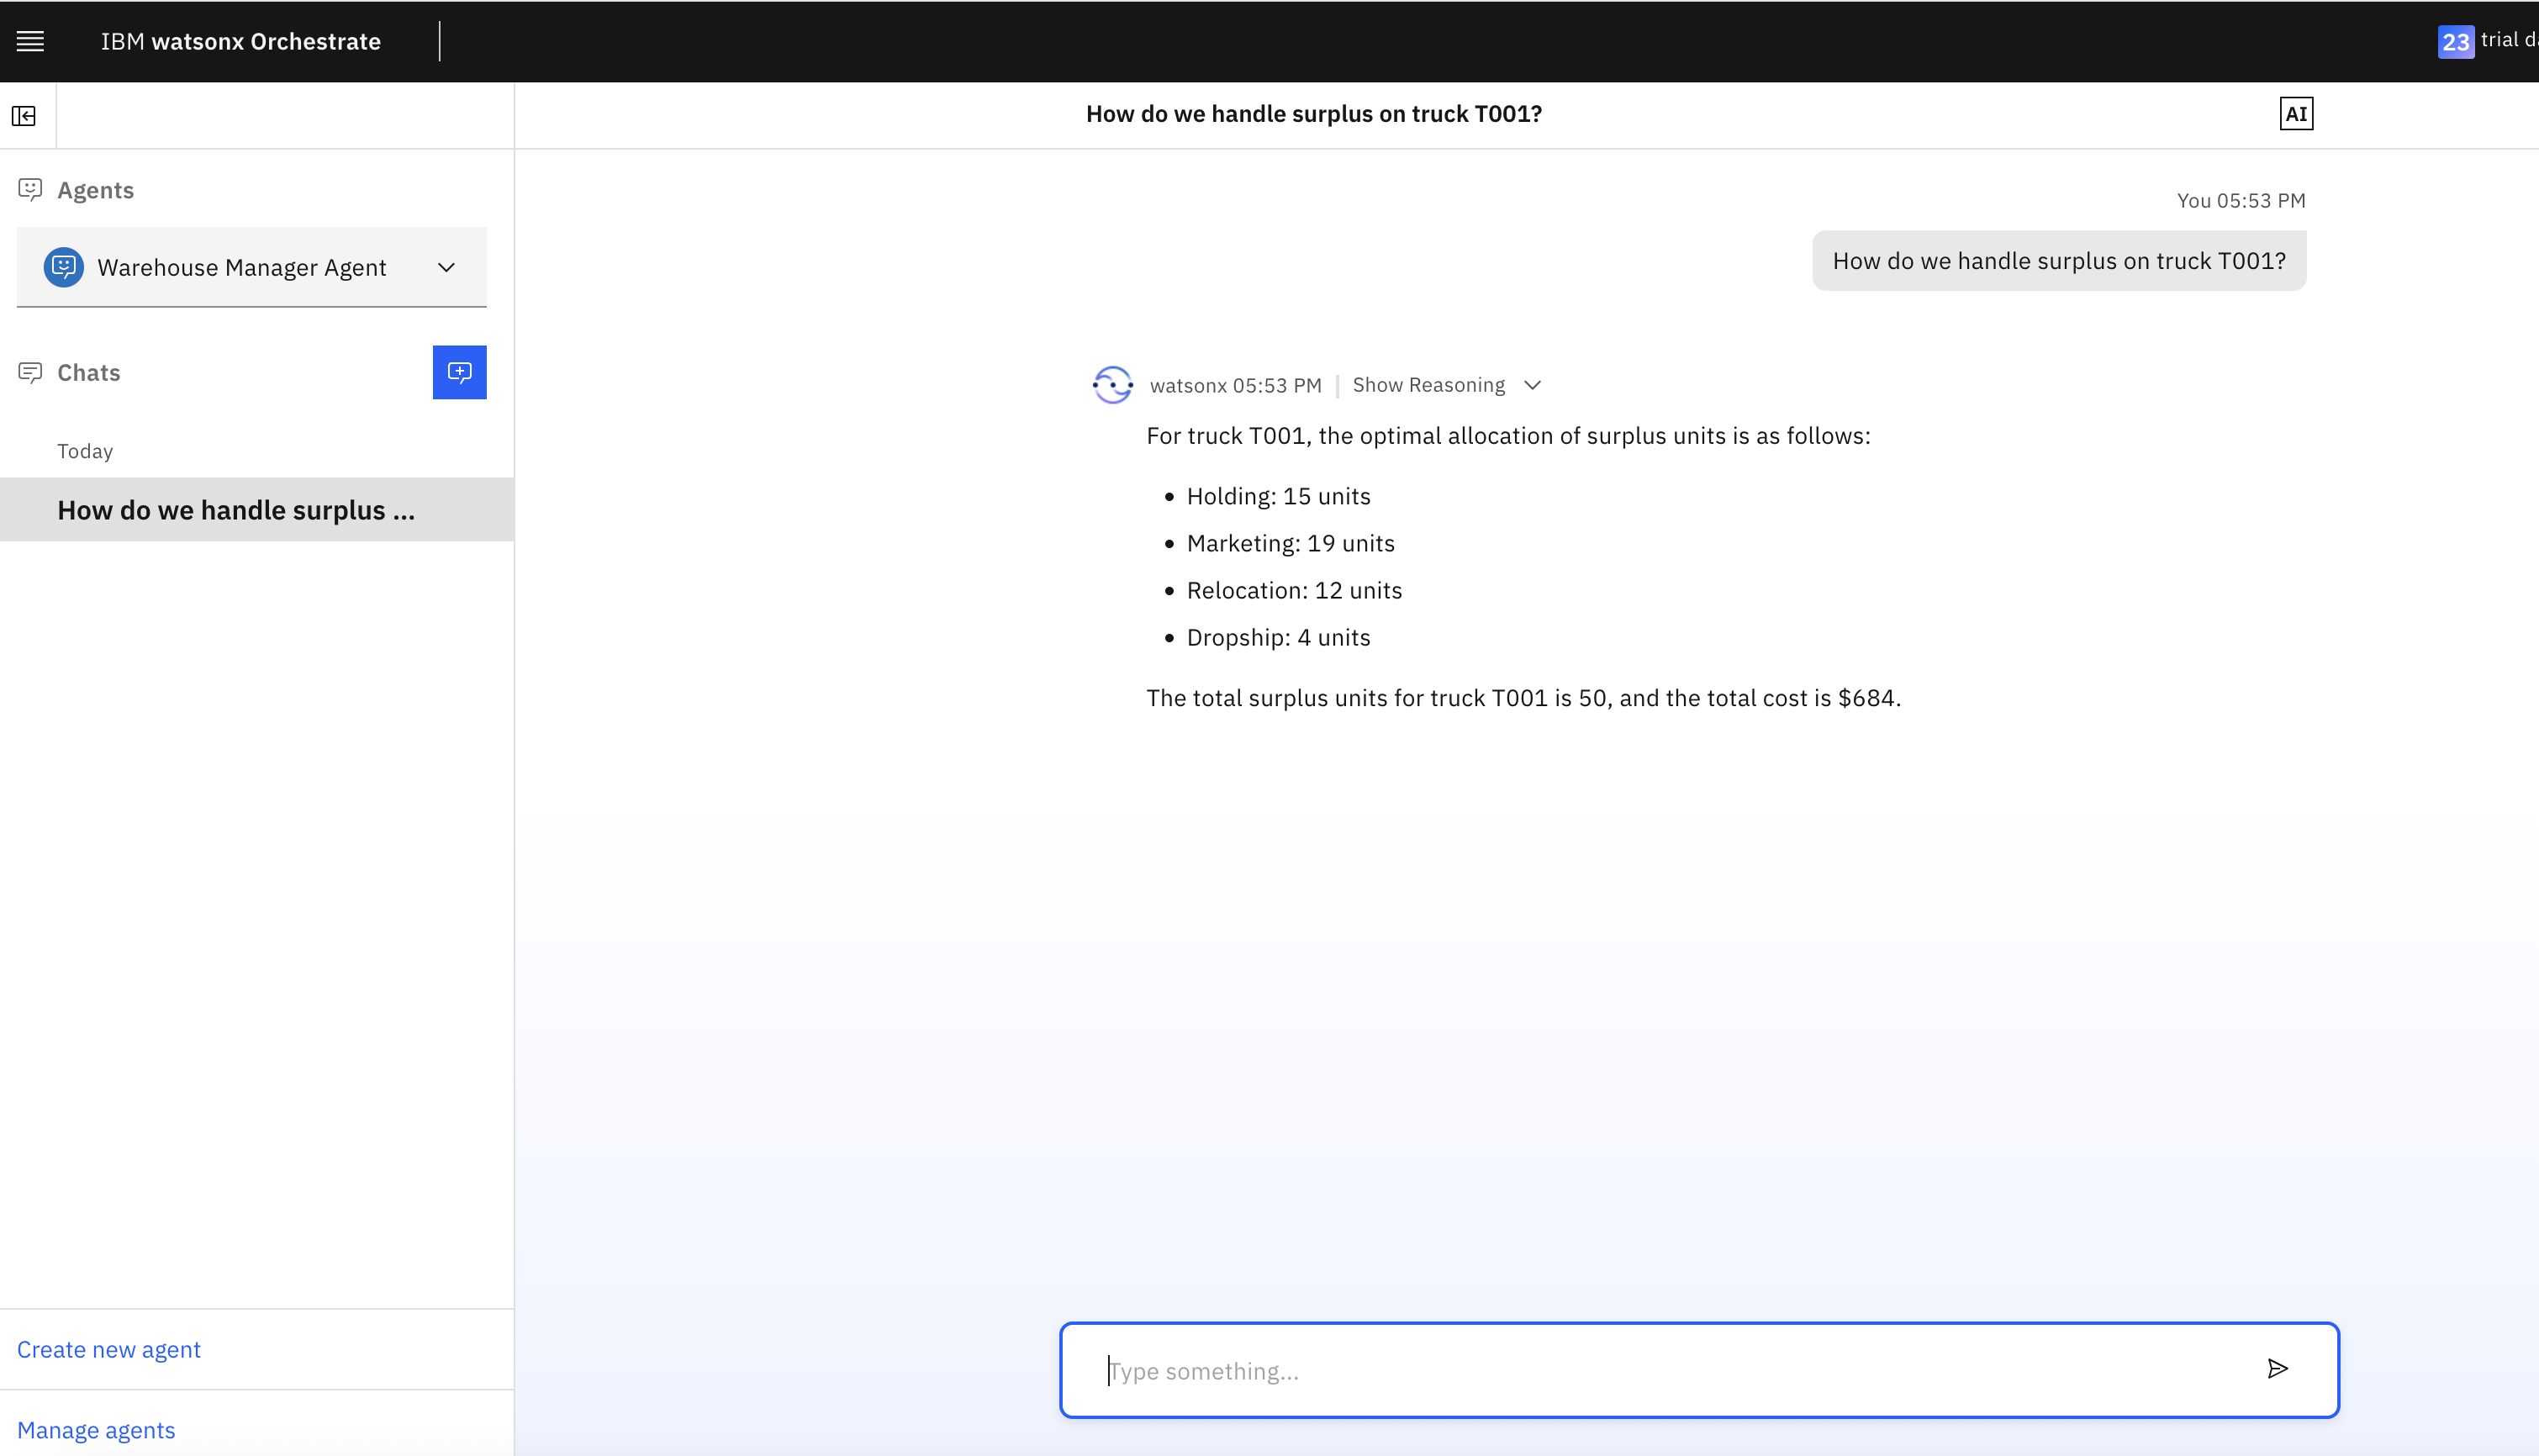 IBM watsonx Orchestrate
23 trial
How do we handle surplus on truck T001?
AI
Agents
Warehouse Manager Agent
Chats
Today
How do we handle surplus ...
Create new agent
Manage agents
You 05:53 PM
How do we handle surplus on truck T001?
watsonx 05:53 PM | Show Reasoning
For truck T001, the optimal allocation of surplus units is as follows:
• Holding: 15 units
• Marketing: 19 units
• Relocation: 12 units
• Dropship: 4 units
The total surplus units for truck T001 is 50, and the total cost is $684.
Type something...